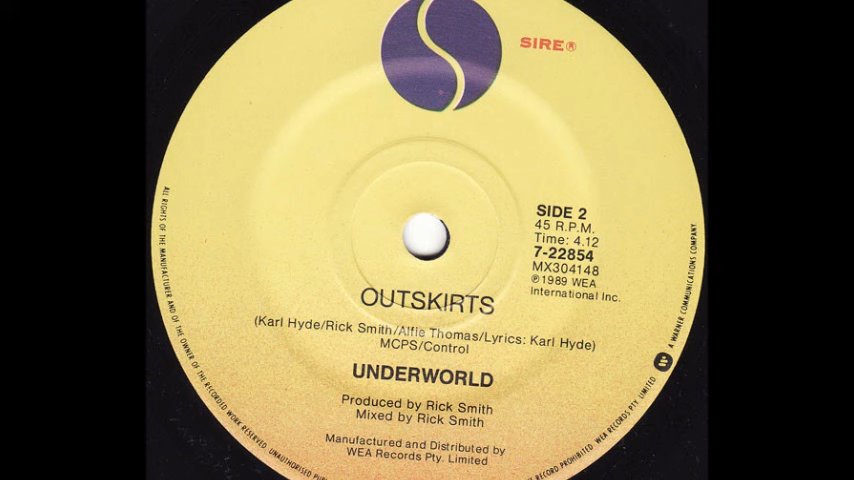 SIRE®
SIDE 2
45 R.P.M.
Time: 4.12
7-22854
MX304148
℗1989 WEA
International Inc.
OUTSKIRTS
(Karl Hyde/Rick Smith/Alfie Thomas/Lyrics: Karl Hyde)
MCPS/Control
UNDERWORLD
Produced by Rick Smith
Mixed by Rick Smith
Manufactured and Distributed by
WEA Records Pty. Limited
ALL RIGHTS OF THE MANUFACTURER AND OF THE OWNER OF THE RECORDED WORK RESERVED. UNAUTHORISED
RECORD PROHIBITED. WEA RECORDS PTY. LIMITED
A WARNER COMMUNICATIONS COMPANY